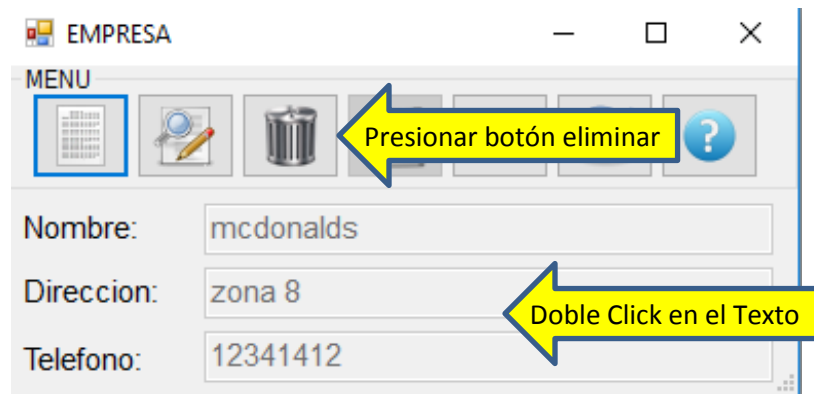 EMPRESA
MENU
Presionar botón eliminar
?
Nombre: mcdonalds
Direccion: zona 8
Doble Click en el Texto
Telefono: 12341412